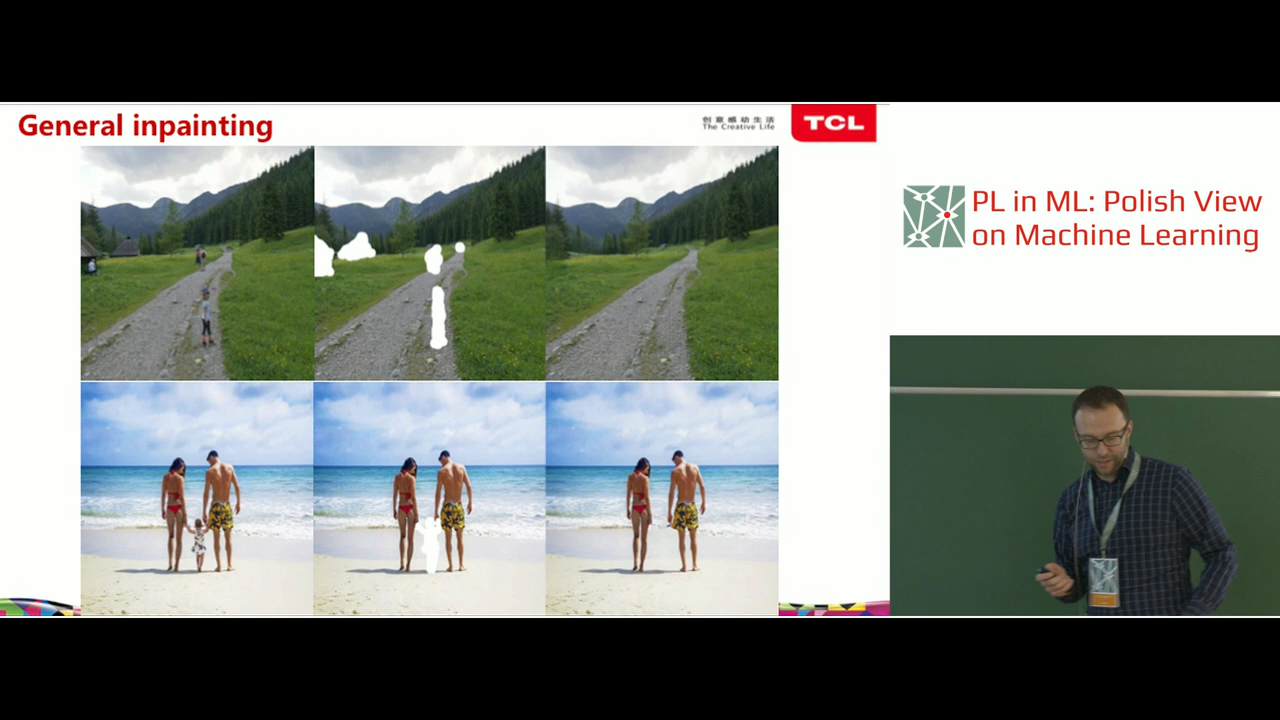 General inpainting
创意感动生活
The Creative Life
TCL
PL in ML: Polish View
on Machine Learning